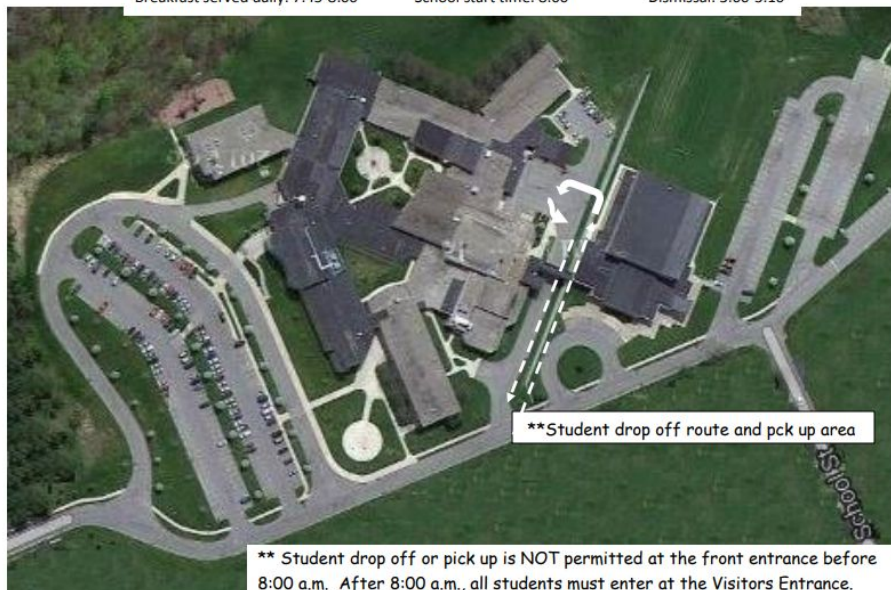 Breakfast served daily: 7:45-8:00 School start time: 8:00 Dismissal: 3:00-3:10
**Student drop off route and pck up area
School St
** Student drop off or pick up is NOT permitted at the front entrance before
8:00 a.m. After 8:00 a.m., all students must enter at the Visitors Entrance.